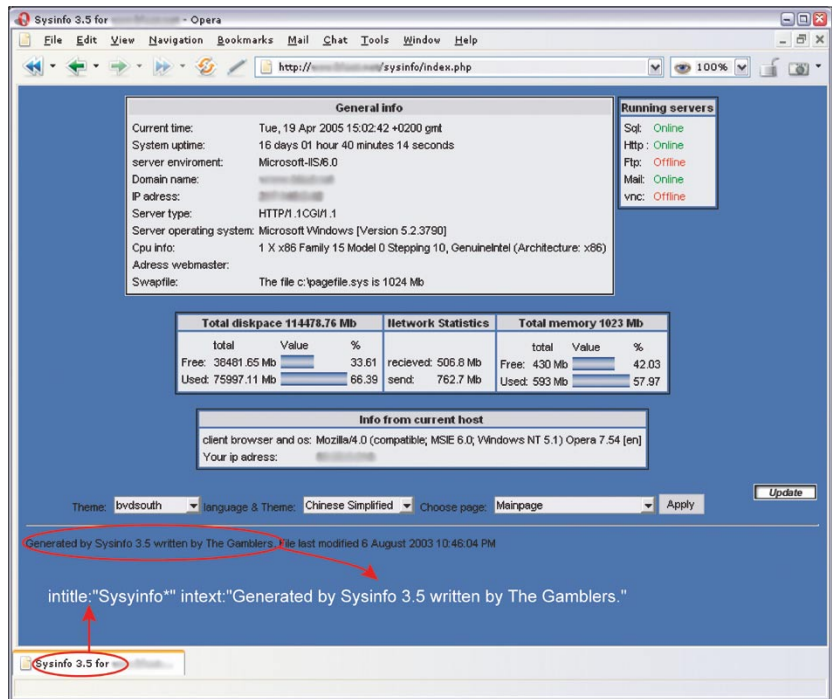 Sysinfo 3.5 for - Opera
File Edit View Navigation Bookmarks Mail Chat Tools Window Help
http:// /sysinfo/index.php 100%
General info
Current time: Tue, 19 Apr 2005 15:02:42 +0200 gmt
System uptime: 16 days 01 hour 40 minutes 14 seconds
server enviroment: Microsoft-IIS/6.0
Domain name:
IP adress:
Server type: HTTP/1.1CGI/1.1
Server operating system: Microsoft Windows [Version 5.2.3790]
Cpu info: 1 X x86 Family 15 Model 0 Stepping 10, GenuineIntel (Architecture: x86)
Adress webmaster:
Swapfile: The file c:\pagefile.sys is 1024 Mb
Running servers
Sql: Online
Http : Online
Ftp: Offline
Mail: Online
vnc: Offline
Total diskpace 114478.76 Mb
total Value %
Free: 38481.65 Mb 33.61
Used: 75997.11 Mb 66.39
Network Statistics
recieved: 506.8 Mb
send: 762.7 Mb
Total memory 1023 Mb
total Value %
Free: 430 Mb 42.03
Used: 593 Mb 57.97
Info from current host
client browser and os: Mozilla/4.0 (compatible; MSIE 6.0; Windows NT 5.1) Opera 7.54 [en]
Your ip adress:
Update
Theme: bvdsouth language & Theme: Chinese Simplified Choose page: Mainpage Apply
Generated by Sysinfo 3.5 written by The Gamblers. File last modified 6 August 2003 10:46:04 PM
intitle:"Sysyinfo*" intext:"Generated by Sysinfo 3.5 written by The Gamblers."
Sysinfo 3.5 for